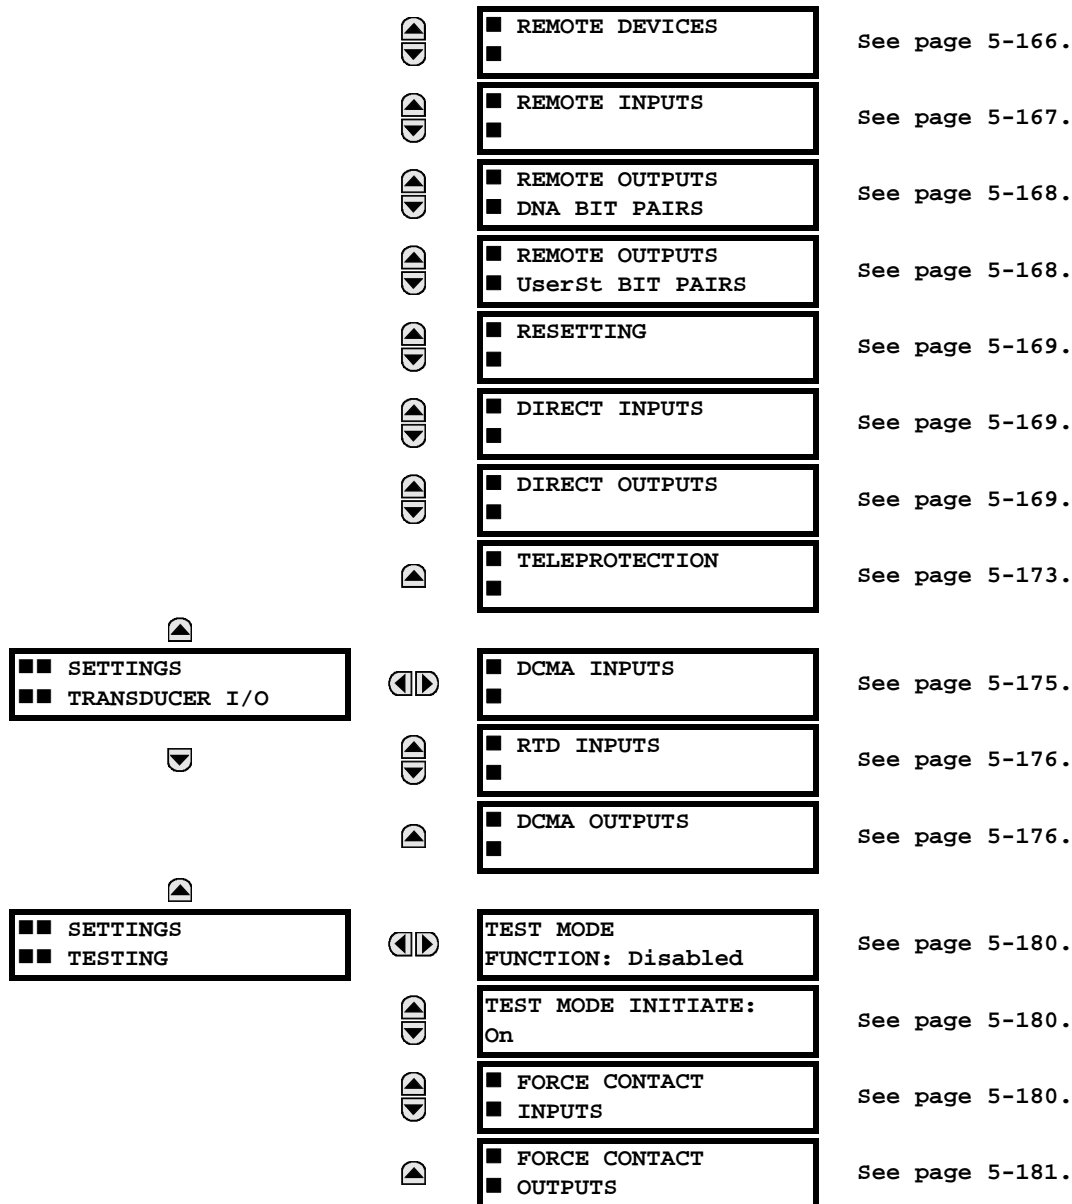 ■ REMOTE DEVICES
■
See page 5-166.
■ REMOTE INPUTS
■
See page 5-167.
■ REMOTE OUTPUTS
■ DNA BIT PAIRS
See page 5-168.
■ REMOTE OUTPUTS
■ UserSt BIT PAIRS
See page 5-168.
■ RESETTING
■
See page 5-169.
■ DIRECT INPUTS
■
See page 5-169.
■ DIRECT OUTPUTS
■
See page 5-169.
■ TELEPROTECTION
■
See page 5-173.
■■ SETTINGS
■■ TRANSDUCER I/O
■ DCMA INPUTS
■
See page 5-175.
■ RTD INPUTS
■
See page 5-176.
■ DCMA OUTPUTS
■
See page 5-176.
■■ SETTINGS
■■ TESTING
TEST MODE
FUNCTION: Disabled
See page 5-180.
TEST MODE INITIATE:
On
See page 5-180.
■ FORCE CONTACT
■ INPUTS
See page 5-180.
■ FORCE CONTACT
■ OUTPUTS
See page 5-181.